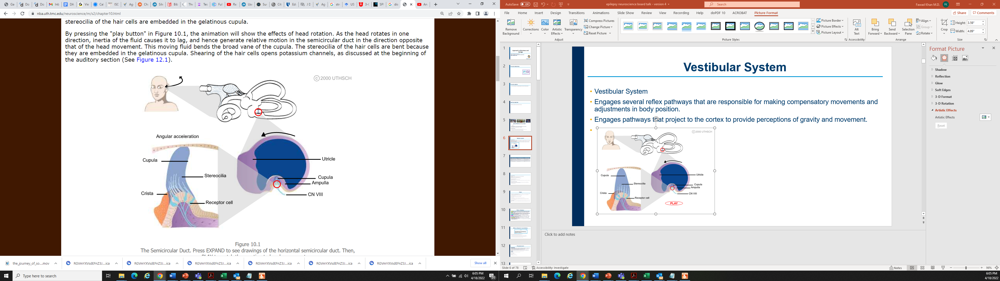 nba.uth.tmc.edu/neuroscience/m/s2/chapter10.html
stereocilia of the hair cells are embedded in the gelatinous cupula.
By pressing the "play button" in Figure 10.1, the animation will show the effects of head rotation. As the head rotates in one
direction, inertia of the fluid causes it to lag, and hence generate relative motion in the semicircular duct in the direction opposite
that of the head movement. This moving fluid bends the broad vane of the cupula. The stereocilia of the hair cells are bent because
they are embedded in the gelatinous cupula. Shearing of the hair cells opens potassium channels, as discussed at the beginning of
the auditory section (See Figure 12.1).
© 2000 UTHSCH
Angular acceleration
Cupula
Stereocilia
Crista
Receptor cell
Utricle
Cupula
Ampulla
CN VIII
Figure 10.1
The Semicircular Duct. Press EXPAND to see drawings of the horizontal semicircular duct. Then,
the_journey_of_so....mov
RGVmYXVsdEFnZ3J....ica
RGVmYXVsdEFnZ3J....ica
RGVmYXVsdEFnZ3J....ica
RGVmYXVsdEFnZ3J....ica
RGVmYXVsdEFnZ3J....ica
RGVmYXVsdEFnZ3J....ica
Show all
Type here to search
6:05 PM
4/18/2022
20
AutoSave Off
epilepsy neuroscience board talk - version 4
Search
Fawad Khan M.D. FK
File Home Insert Design Transitions Animations Slide Show Review View Recording Help doPDF 10 ACROBAT Picture Format
Share Comments
Remove Background
Corrections
Color
Artistic Effects
Transparency
Compress Pictures
Change Picture
Reset Picture
Adjust
Picture Styles
Picture Border
Picture Effects
Picture Layout
Alt Text
Accessibility
Bring Forward
Send Backward
Selection Pane
Align
Group
Rotate
Arrange
Crop
Height: 3.59"
Width: 4.89"
Size
1
2
3
4
5
6
7
8
9
10
11
12
13
Vestibular System
• Vestibular System
• Engages several reflex pathways that are responsible for making compensatory movements and
adjustments in body position.
• Engages pathways that project to the cortex to provide perceptions of gravity and movement.
•
© 2000 UTHSCH
Cupula
Stereocilia
Crista
Receptor cell
Utricle
Cupula
Ampulla
CN VIII
PLAY
Click to add notes
Format Picture
Shadow
Reflection
Glow
Soft Edges
3-D Format
3-D Rotation
Artistic Effects
Artistic Effects
Reset
Slide 6 of 78
Accessibility: Investigate
Notes
96%
6:05 PM
4/18/2022